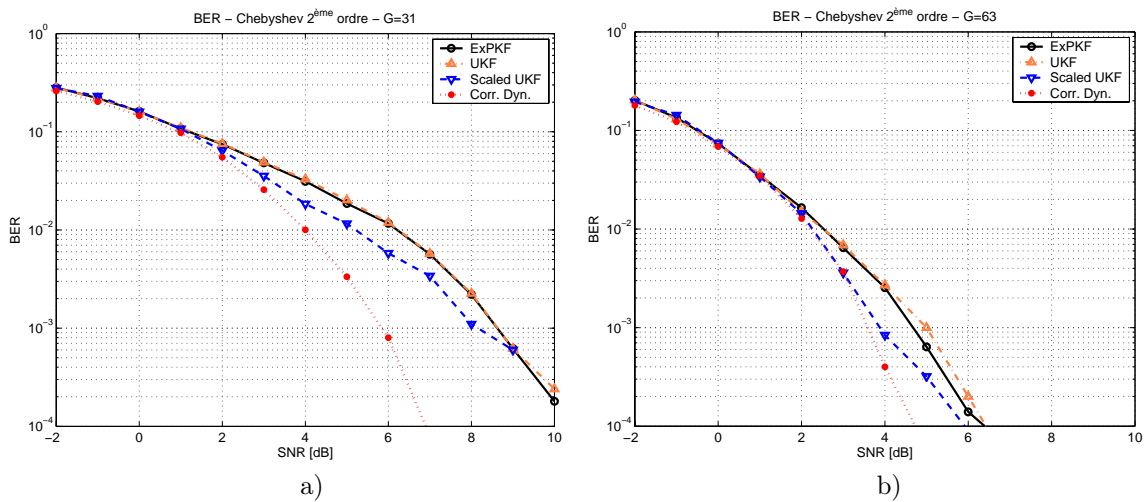 BER – Chebyshev 2ème ordre – G=31
10⁰
10⁻¹
10⁻²
10⁻³
10⁻⁴
BER
−2 0 2 4 6 8 10
SNR [dB]
ExPKF
UKF
Scaled UKF
Corr. Dyn.
a)
BER – Chebyshev 2ème ordre – G=63
10⁰
10⁻¹
10⁻²
10⁻³
10⁻⁴
BER
−2 0 2 4 6 8 10
SNR [dB]
ExPKF
UKF
Scaled UKF
Corr. Dyn.
b)